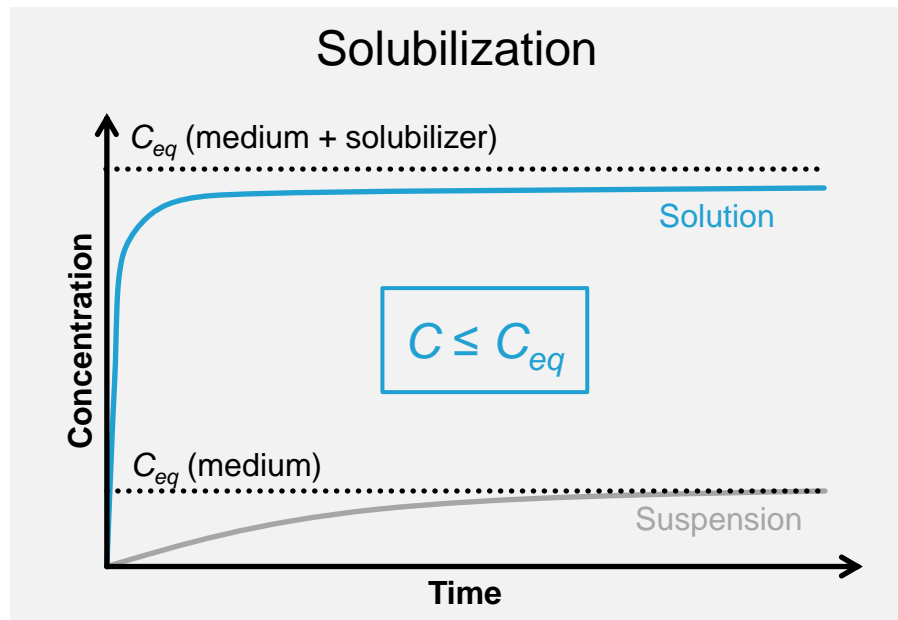 Solubilization
Ceq (medium + solubilizer)
Solution
C ≤ Ceq
Concentration
Ceq (medium)
Suspension
Time